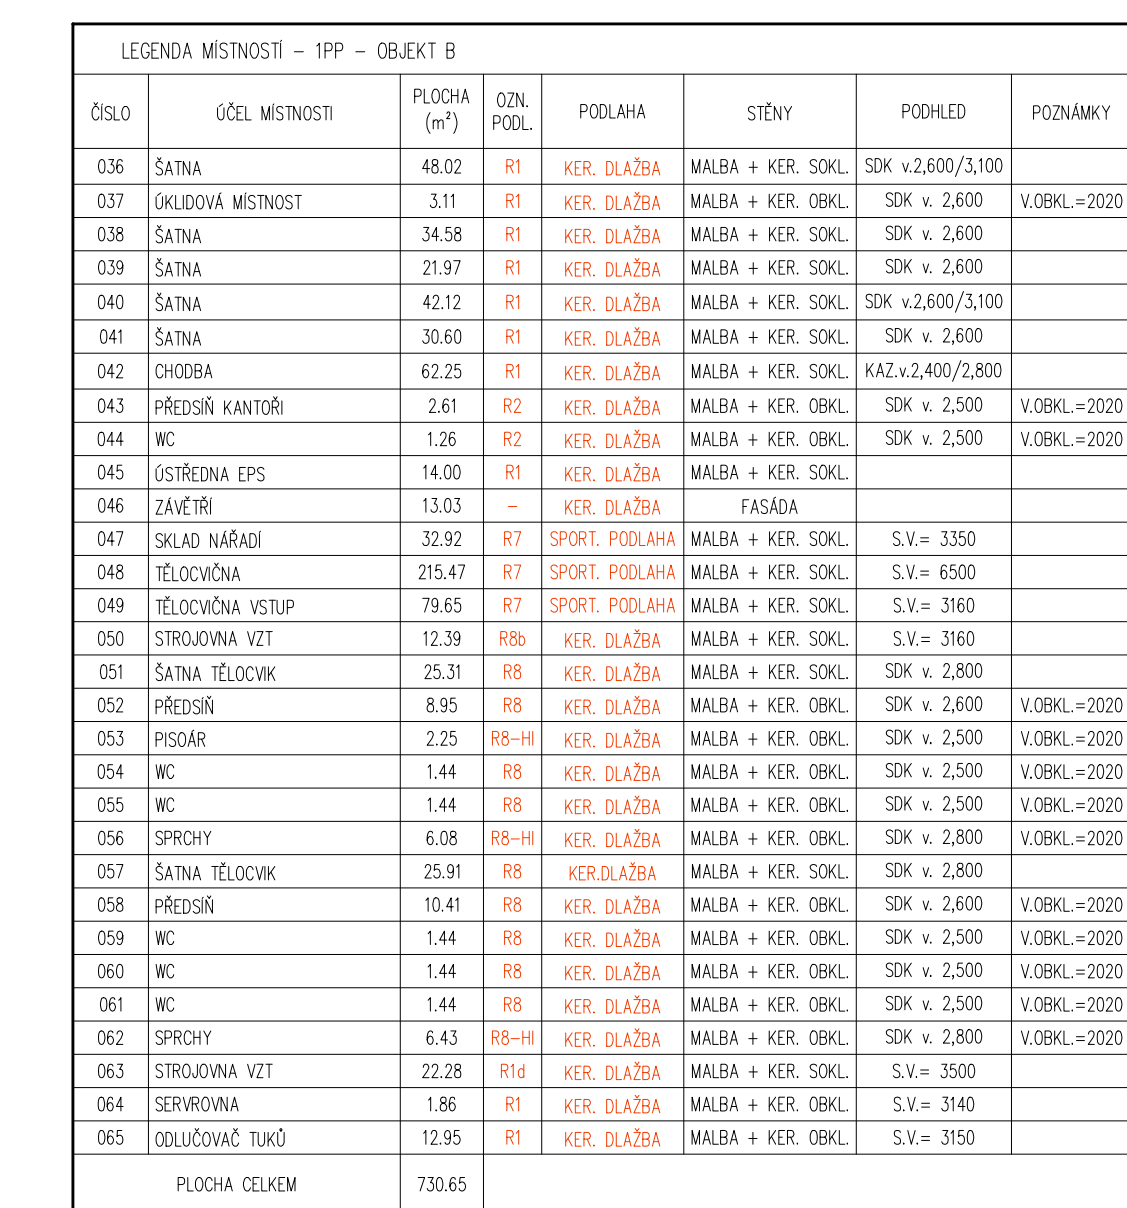 LEGENDA MÍSTNOSTÍ – 1PP – OBJEKT B
ČÍSLO ÚČEL MÍSTNOSTI PLOCHA (m²) OZN. PODL. PODLAHA STĚNY PODHLED POZNÁMKY
036 ŠATNA 48.02 R1 KER. DLAŽBA MALBA + KER. SOKL. SDK v.2,600/3,100
037 ÚKLIDOVÁ MÍSTNOST 3.11 R1 KER. DLAŽBA MALBA + KER. OBKL. SDK v. 2,600 V.OBKL.=2020
038 ŠATNA 34.58 R1 KER. DLAŽBA MALBA + KER. SOKL. SDK v. 2,600
039 ŠATNA 21.97 R1 KER. DLAŽBA MALBA + KER. SOKL. SDK v. 2,600
040 ŠATNA 42.12 R1 KER. DLAŽBA MALBA + KER. SOKL. SDK v.2,600/3,100
041 ŠATNA 30.60 R1 KER. DLAŽBA MALBA + KER. SOKL. SDK v. 2,600
042 CHODBA 62.25 R1 KER. DLAŽBA MALBA + KER. SOKL. KAZ.v.2,400/2,800
043 PŘEDSÍŇ KANTOŘI 2.61 R2 KER. DLAŽBA MALBA + KER. OBKL. SDK v. 2,500 V.OBKL.=2020
044 WC 1.26 R2 KER. DLAŽBA MALBA + KER. OBKL. SDK v. 2,500 V.OBKL.=2020
045 ÚSTŘEDNA EPS 14.00 R1 KER. DLAŽBA MALBA + KER. SOKL.
046 ZÁVĚTŘÍ 13.03 – KER. DLAŽBA FASÁDA
047 SKLAD NÁŘADÍ 32.92 R7 SPORT. PODLAHA MALBA + KER. SOKL. S.V.= 3350
048 TĚLOCVIČNA 215.47 R7 SPORT. PODLAHA MALBA + KER. SOKL. S.V.= 6500
049 TĚLOCVIČNA VSTUP 79.65 R7 SPORT. PODLAHA MALBA + KER. SOKL. S.V.= 3160
050 STROJOVNA VZT 12.39 R8b KER. DLAŽBA MALBA + KER. SOKL. S.V.= 3160
051 ŠATNA TĚLOCVIK 25.31 R8 KER. DLAŽBA MALBA + KER. SOKL. SDK v. 2,800
052 PŘEDSÍŇ 8.95 R8 KER. DLAŽBA MALBA + KER. OBKL. SDK v. 2,600 V.OBKL.=2020
053 PISOÁR 2.25 R8–HI KER. DLAŽBA MALBA + KER. OBKL. SDK v. 2,500 V.OBKL.=2020
054 WC 1.44 R8 KER. DLAŽBA MALBA + KER. OBKL. SDK v. 2,500 V.OBKL.=2020
055 WC 1.44 R8 KER. DLAŽBA MALBA + KER. OBKL. SDK v. 2,500 V.OBKL.=2020
056 SPRCHY 6.08 R8–HI KER. DLAŽBA MALBA + KER. OBKL. SDK v. 2,800 V.OBKL.=2020
057 ŠATNA TĚLOCVIK 25.91 R8 KER.DLAŽBA MALBA + KER. SOKL. SDK v. 2,800
058 PŘEDSÍŇ 10.41 R8 KER. DLAŽBA MALBA + KER. OBKL. SDK v. 2,600 V.OBKL.=2020
059 WC 1.44 R8 KER. DLAŽBA MALBA + KER. OBKL. SDK v. 2,500 V.OBKL.=2020
060 WC 1.44 R8 KER. DLAŽBA MALBA + KER. OBKL. SDK v. 2,500 V.OBKL.=2020
061 WC 1.44 R8 KER. DLAŽBA MALBA + KER. OBKL. SDK v. 2,500 V.OBKL.=2020
062 SPRCHY 6.43 R8–HI KER. DLAŽBA MALBA + KER. OBKL. SDK v. 2,800 V.OBKL.=2020
063 STROJOVNA VZT 22.28 R1d KER. DLAŽBA MALBA + KER. SOKL. S.V.= 3500
064 SERVROVNA 1.86 R1 KER. DLAŽBA MALBA + KER. OBKL. S.V.= 3140
065 ODLUČOVAČ TUKŮ 12.95 R1 KER. DLAŽBA MALBA + KER. OBKL. S.V.= 3150
PLOCHA CELKEM 730.65